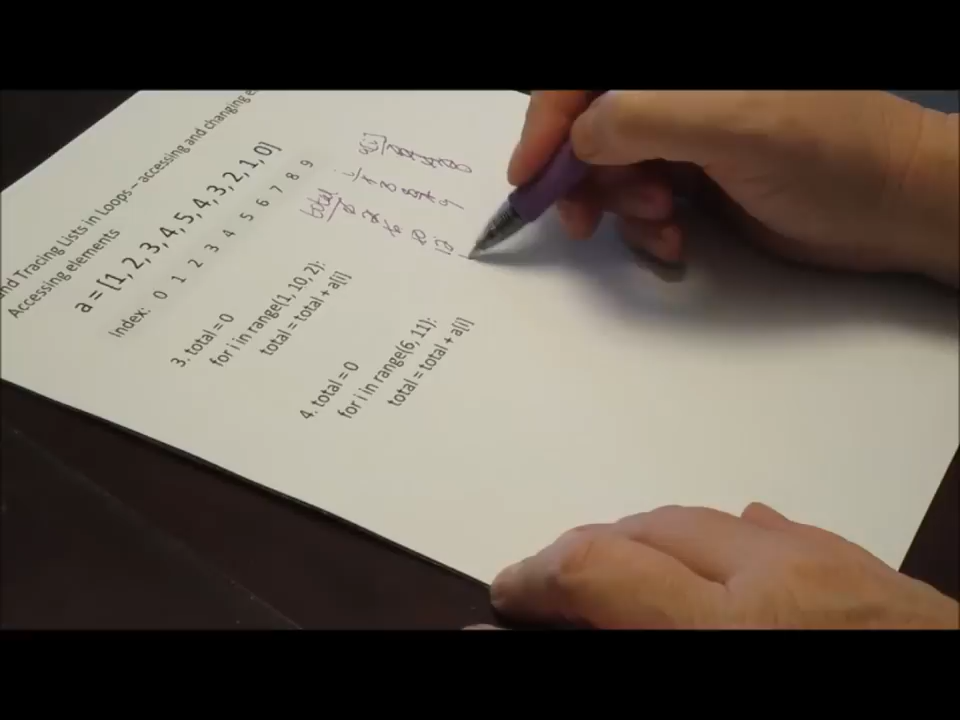 nd Tracing Lists in Loops – accessing and changing e
Accessing elements
a = [1, 2, 3, 4, 5, 4, 3, 2, 1, 0]
Index: 0 1 2 3 4 5 6 7 8 9
3. total = 0
for i in range(1, 10, 2):
total = total + a[i]
total i a[i]
12
4. total = 0
for i in range(6, 11):
total = total + a[i]